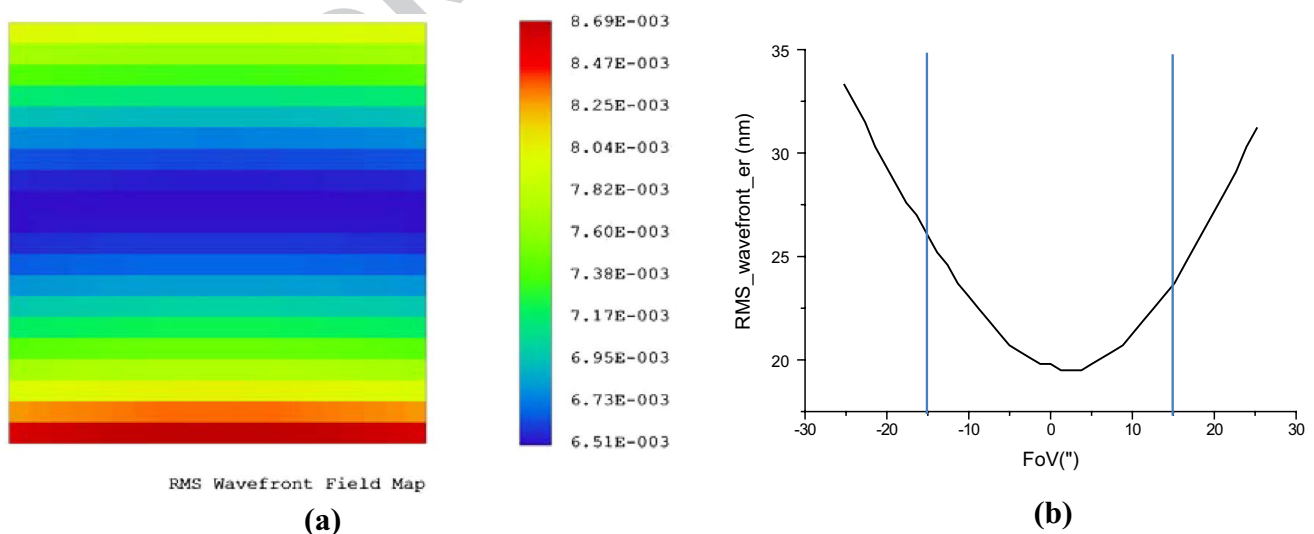 8.69E-003
8.47E-003
8.25E-003
8.04E-003
7.82E-003
7.60E-003
7.38E-003
7.17E-003
6.95E-003
6.73E-003
6.51E-003
RMS Wavefront Field Map
(a)
35
30
25
20
RMS_wavefront_er (nm)
-30 -20 -10 0 10 20 30
FoV(")
(b)